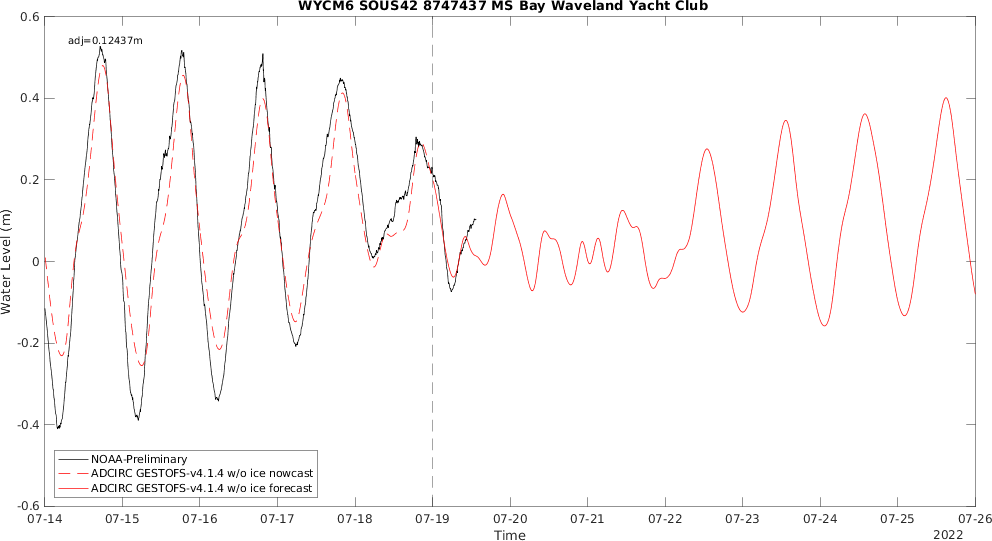 WYCM6 SOUS42 8747437 MS Bay Waveland Yacht Club
adj=0.12437m
0.6
0.4
0.2
0
-0.2
-0.4
-0.6
Water Level (m)
NOAA-Preliminary
ADCIRC GESTOFS-v4.1.4 w/o ice nowcast
ADCIRC GESTOFS-v4.1.4 w/o ice forecast
07-14 07-15 07-16 07-17 07-18 07-19 07-20 07-21 07-22 07-23 07-24 07-25 07-26
Time
2022